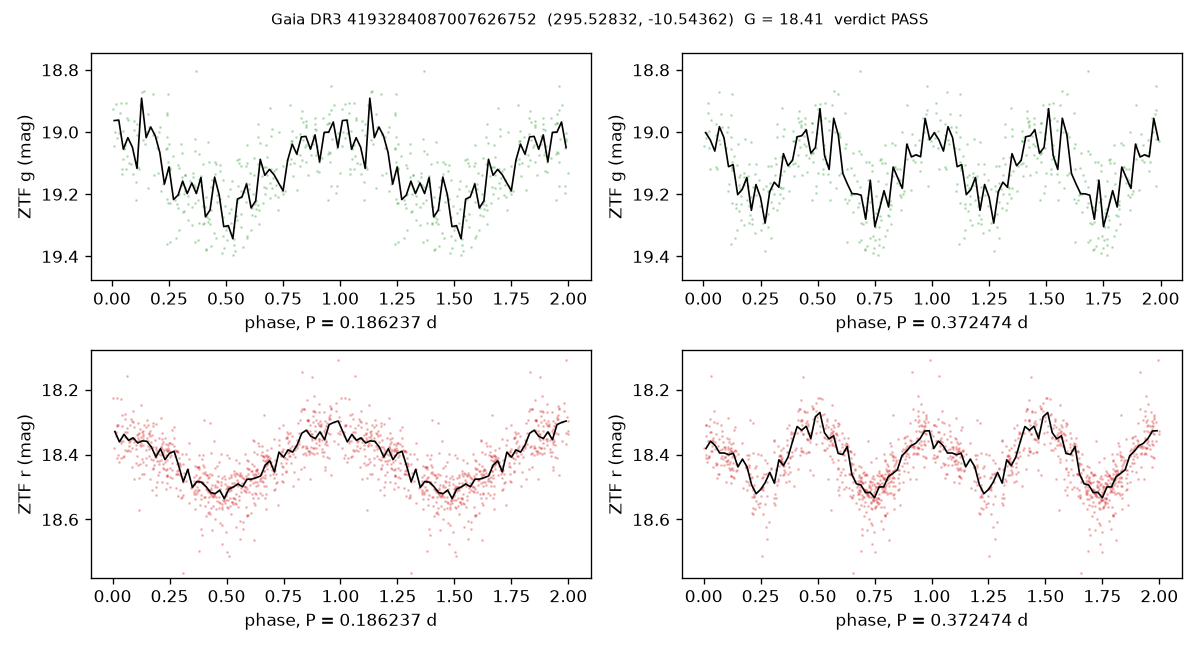 Gaia DR3 4193284087007626752 (295.52832, -10.54362) G = 18.41 verdict PASS
ZTF g (mag)
18.8
19.0
19.2
19.4
0.00 0.25 0.50 0.75 1.00 1.25 1.50 1.75 2.00
phase, P = 0.186237 d
ZTF g (mag)
18.8
19.0
19.2
19.4
0.00 0.25 0.50 0.75 1.00 1.25 1.50 1.75 2.00
phase, P = 0.372474 d
ZTF r (mag)
18.2
18.4
18.6
0.00 0.25 0.50 0.75 1.00 1.25 1.50 1.75 2.00
phase, P = 0.186237 d
ZTF r (mag)
18.2
18.4
18.6
0.00 0.25 0.50 0.75 1.00 1.25 1.50 1.75 2.00
phase, P = 0.372474 d